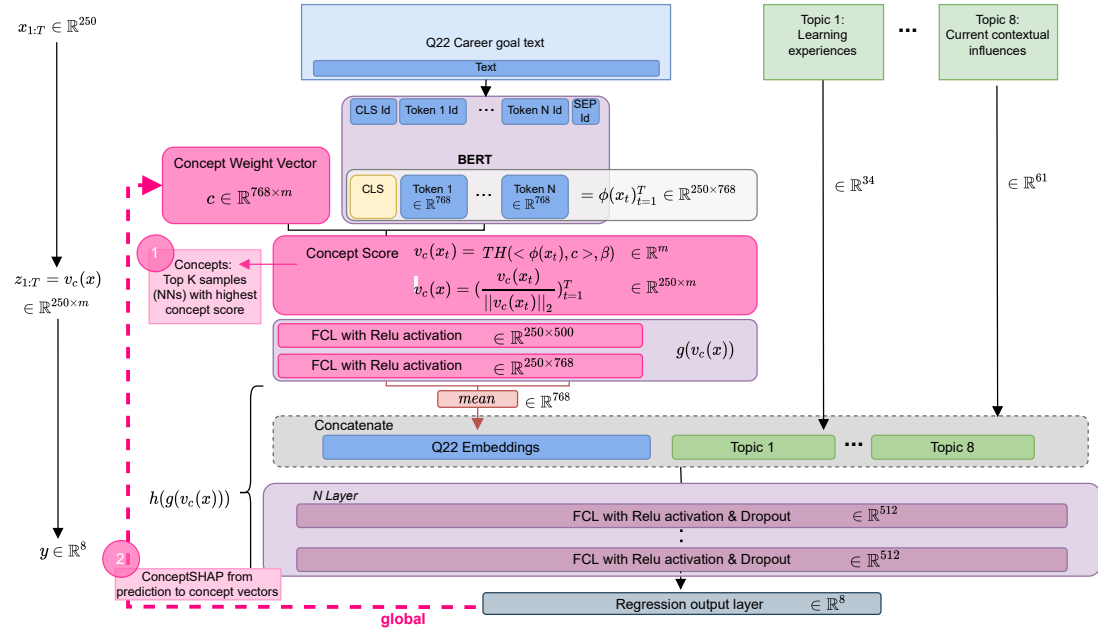 x_{1:T} ∈ ℝ^{250}
Q22 Career goal text
Text
Topic 1:
Learning
experiences
...
Topic 8:
Current contextual
influences
CLS Id
Token 1 Id
...
Token N Id
SEP
Id
BERT
CLS
Token 1
∈ ℝ^{768}
...
Token N
∈ ℝ^{768}
= ϕ(x_t)_{t=1}^T ∈ ℝ^{250×768}
∈ ℝ^{34}
∈ ℝ^{61}
Concept Weight Vector
c ∈ ℝ^{768×m}
1
Concepts:
Top K samples
(NNs) with highest
concept score
Concept Score v_c(x_t) = TH(< ϕ(x_t), c >, β) ∈ ℝ^m
v_c(x) = (\frac{v_c(x_t)}{||v_c(x_t)||_2})_{t=1}^T ∈ ℝ^{250×m}
z_{1:T} = v_c(x)
∈ ℝ^{250×m}
FCL with Relu activation ∈ ℝ^{250×500}
FCL with Relu activation ∈ ℝ^{250×768}
g(v_c(x))
mean ∈ ℝ^{768}
Concatenate
Q22 Embeddings
Topic 1
...
Topic 8
h(g(v_c(x)))
N Layer
FCL with Relu activation & Dropout ∈ ℝ^{512}
⋮
FCL with Relu activation & Dropout ∈ ℝ^{512}
y ∈ ℝ^8
2
ConceptSHAP from
prediction to concept vectors
Regression output layer ∈ ℝ^8
global